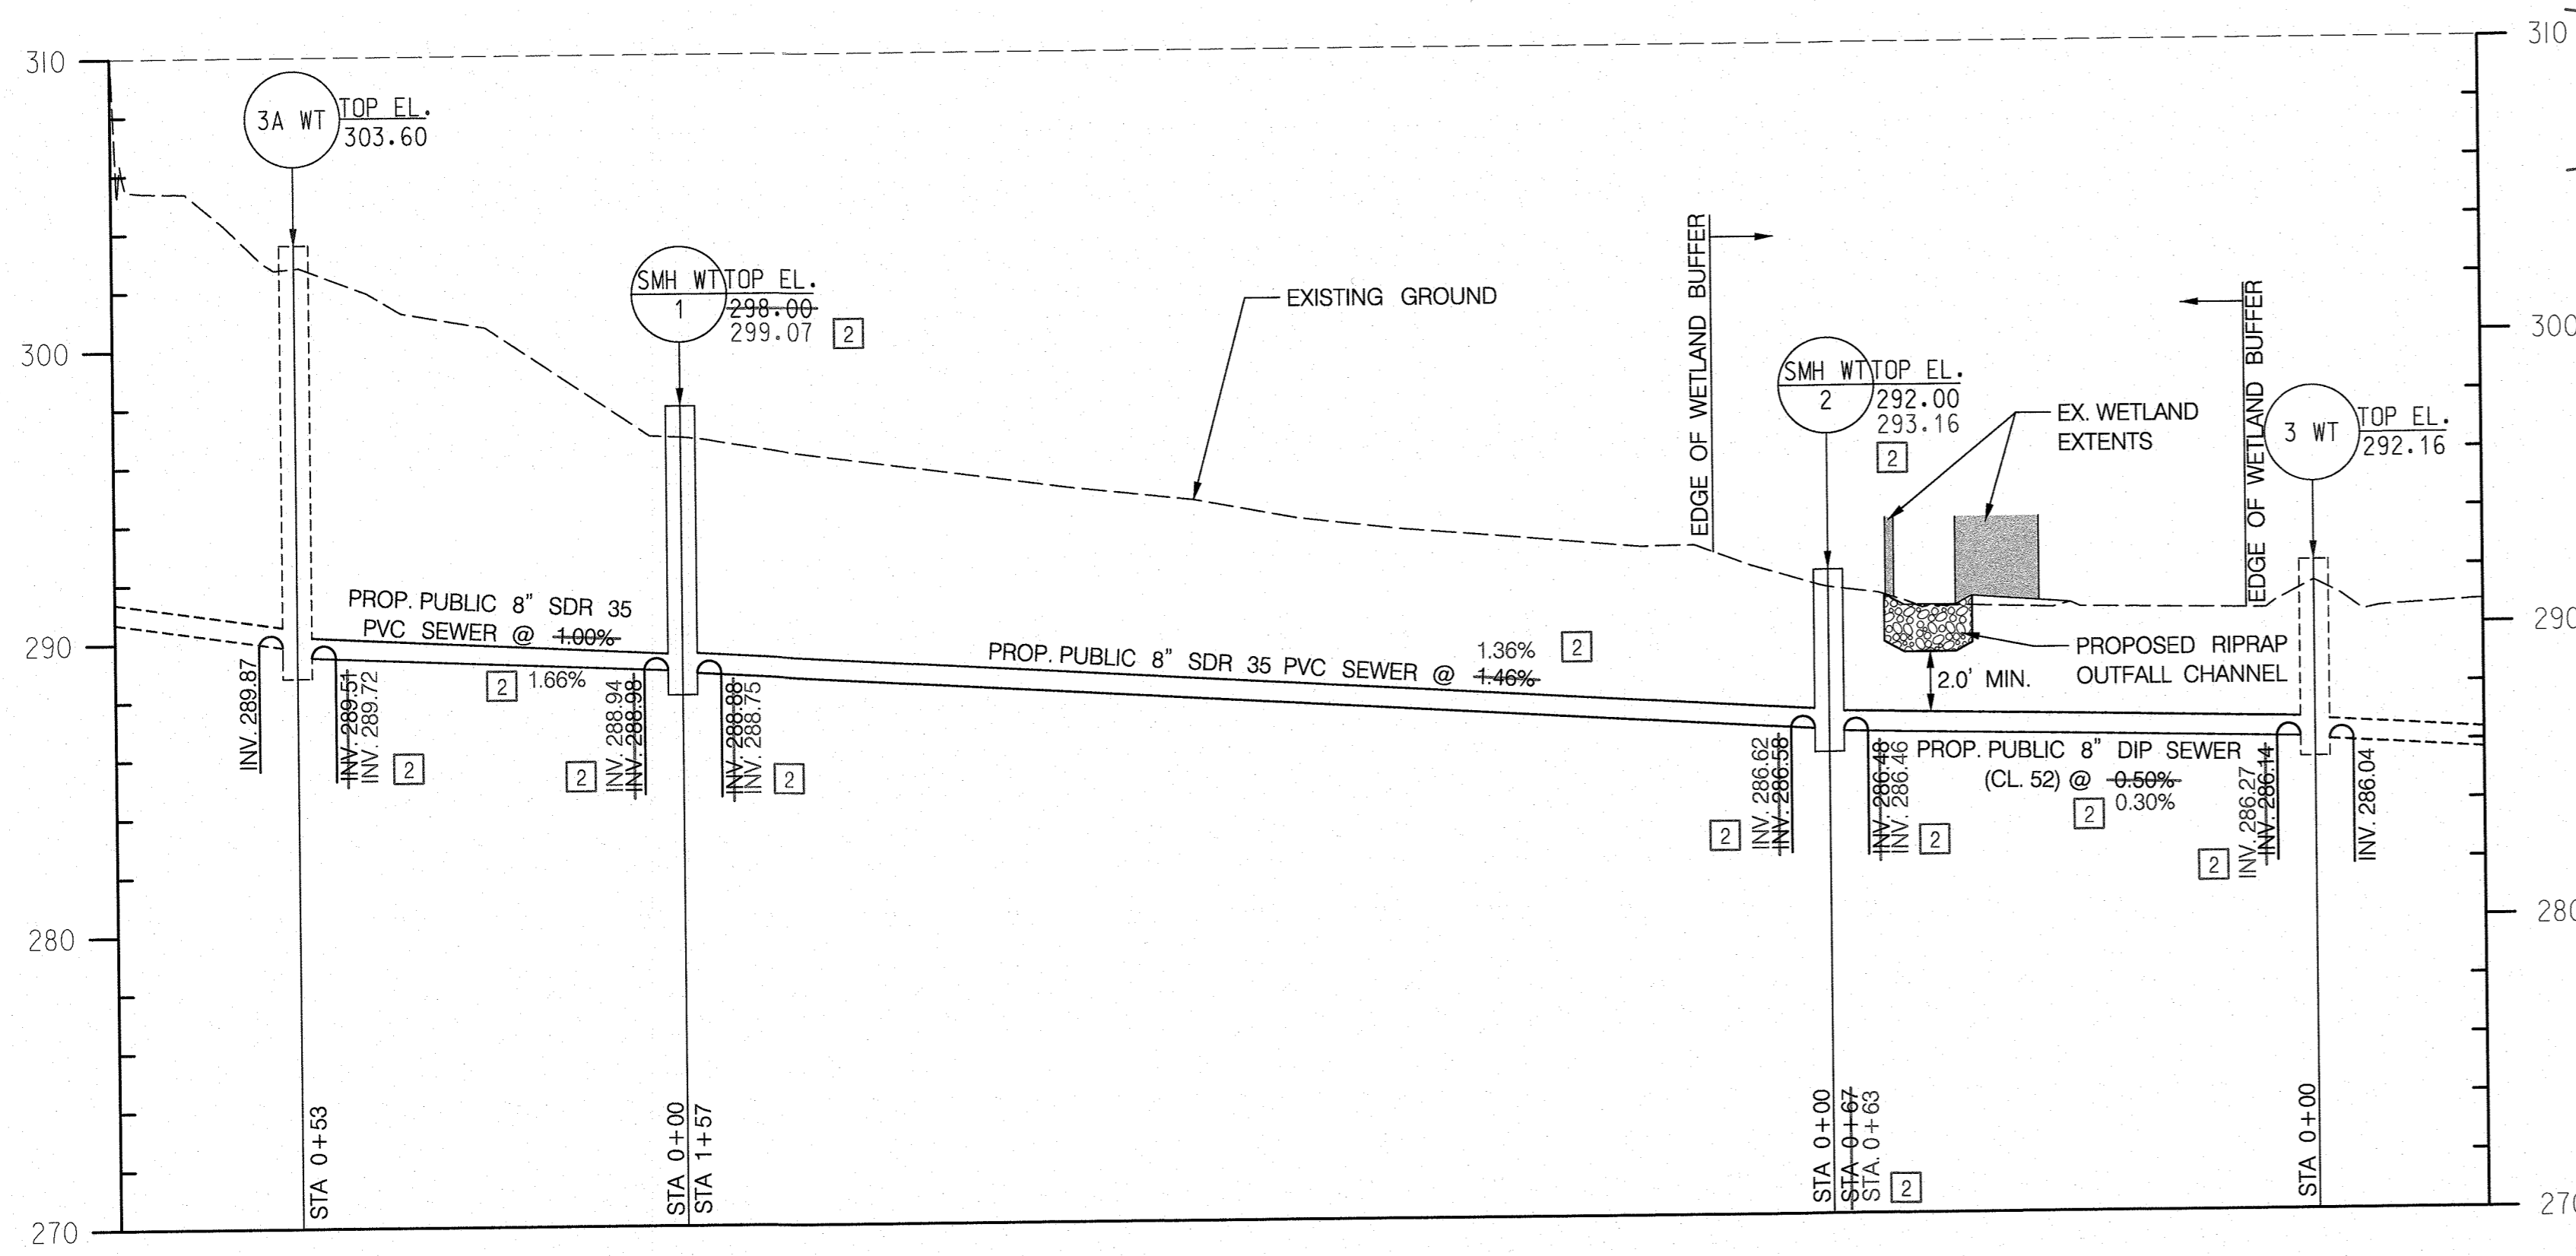 310
310
3A WT
TOP EL.
303.60
SMH WT
1
TOP EL.
298.00
299.07
2
EXISTING GROUND
EDGE OF WETLAND BUFFER
EDGE OF WETLAND BUFFER
300
300
SMH WT
2
TOP EL.
292.00
293.16
2
EX. WETLAND
EXTENTS
3 WT
TOP EL.
292.16
PROP. PUBLIC 8" SDR 35
PVC SEWER @ 1.00%
2
1.66%
290
290
PROP. PUBLIC 8" SDR 35 PVC SEWER @ 1.46%
1.36%
2
PROPOSED RIPRAP
OUTFALL CHANNEL
2.0' MIN.
INV. 289.87
INV. 289.51
INV. 289.72
2
2
INV. 288.94
INV. 288.98
INV. 288.88
INV. 288.75
2
2
INV. 286.62
INV. 286.58
INV. 286.48
INV. 286.46
2
PROP. PUBLIC 8" DIP SEWER
(CL. 52) @ 0.50%
2
0.30%
2
INV. 286.27
INV. 286.14
INV. 286.04
280
280
STA 0+53
STA 0+00
STA 1+57
STA 0+00
STA 0+67
STA. 0+63
2
STA 0+00
270
270